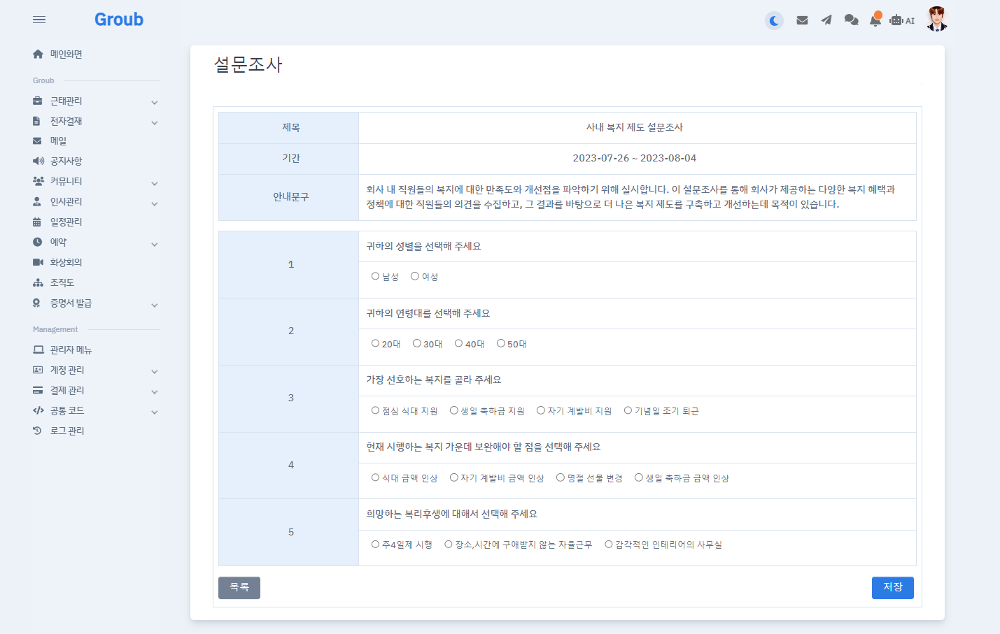 Groub
AI
메인화면
Groub
근태관리
전자결재
메일
공지사항
커뮤니티
인사관리
일정관리
예약
화상회의
조직도
증명서 발급
Management
관리자 메뉴
계정 관리
결제 관리
공통 코드
로그 관리
설문조사
제목 사내 복지 제도 설문조사
기간 2023-07-26 ~ 2023-08-04
안내문구
회사 내 직원들의 복지에 대한 만족도와 개선점을 파악하기 위해 실시합니다. 이 설문조사를 통해 회사가 제공하는 다양한 복지 혜택과
정책에 대한 직원들의 의견을 수집하고, 그 결과를 바탕으로 더 나은 복지 제도를 구축하고 개선하는데 목적이 있습니다.
1
귀하의 성별을 선택해 주세요
남성 여성
2
귀하의 연령대를 선택해 주세요
20대 30대 40대 50대
3
가장 선호하는 복지를 골라 주세요
점심 식대 지원 생일 축하금 지원 자기 계발비 지원 기념일 조기 퇴근
4
현재 시행하는 복지 가운데 보완해야 할 점을 선택해 주세요
식대 금액 인상 자기 계발비 금액 인상 명절 선물 변경 생일 축하금 금액 인상
5
희망하는 복리후생에 대해서 선택해 주세요
주4일제 시행 장소,시간에 구애받지 않는 자율근무 감각적인 인테리어의 사무실
목록 저장